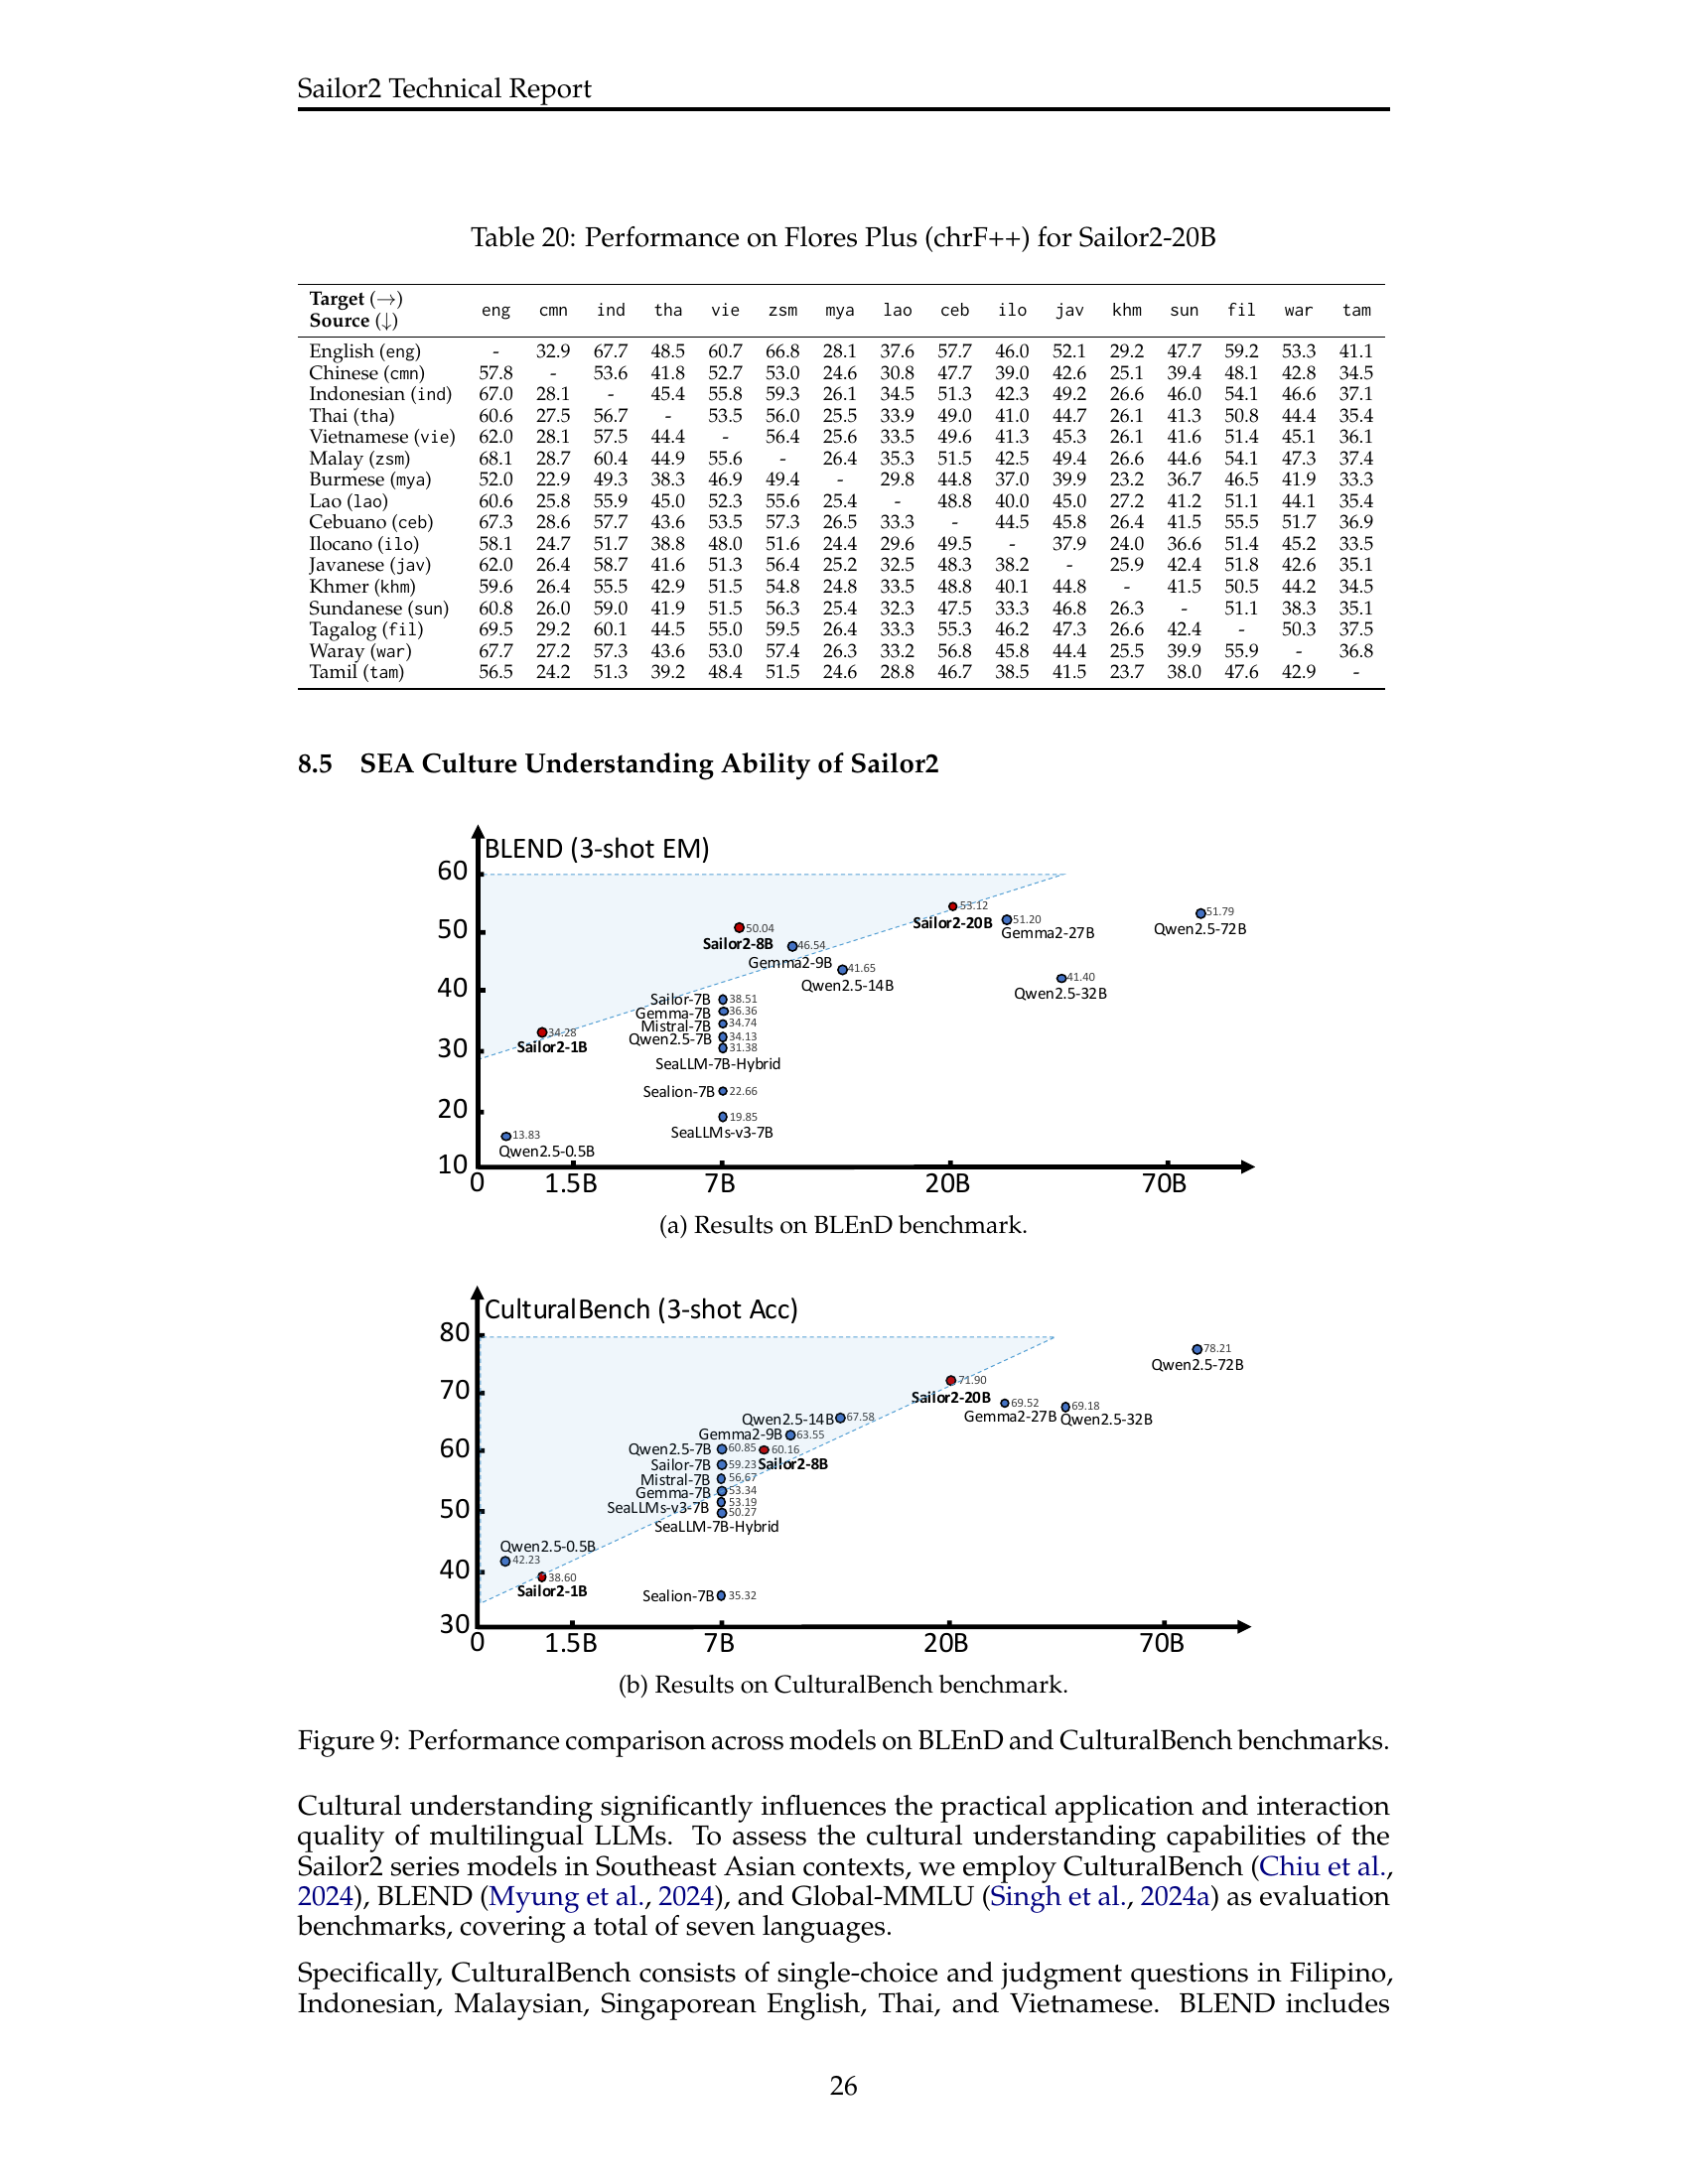 Sailor2 Technical Report
Table 20: Performance on Flores Plus (chrF++) for Sailor2-20B
Target (→)
Source (↓)
eng cmn ind tha vie zsm mya lao ceb ilo jav khm sun fil war tam
English (eng) - 32.9 67.7 48.5 60.7 66.8 28.1 37.6 57.7 46.0 52.1 29.2 47.7 59.2 53.3 41.1
Chinese (cmn) 57.8 - 53.6 41.8 52.7 53.0 24.6 30.8 47.7 39.0 42.6 25.1 39.4 48.1 42.8 34.5
Indonesian (ind) 67.0 28.1 - 45.4 55.8 59.3 26.1 34.5 51.3 42.3 49.2 26.6 46.0 54.1 46.6 37.1
Thai (tha) 60.6 27.5 56.7 - 53.5 56.0 25.5 33.9 49.0 41.0 44.7 26.1 41.3 50.8 44.4 35.4
Vietnamese (vie) 62.0 28.1 57.5 44.4 - 56.4 25.6 33.5 49.6 41.3 45.3 26.1 41.6 51.4 45.1 36.1
Malay (zsm) 68.1 28.7 60.4 44.9 55.6 - 26.4 35.3 51.5 42.5 49.4 26.6 44.6 54.1 47.3 37.4
Burmese (mya) 52.0 22.9 49.3 38.3 46.9 49.4 - 29.8 44.8 37.0 39.9 23.2 36.7 46.5 41.9 33.3
Lao (lao) 60.6 25.8 55.9 45.0 52.3 55.6 25.4 - 48.8 40.0 45.0 27.2 41.2 51.1 44.1 35.4
Cebuano (ceb) 67.3 28.6 57.7 43.6 53.5 57.3 26.5 33.3 - 44.5 45.8 26.4 41.5 55.5 51.7 36.9
Ilocano (ilo) 58.1 24.7 51.7 38.8 48.0 51.6 24.4 29.6 49.5 - 37.9 24.0 36.6 51.4 45.2 33.5
Javanese (jav) 62.0 26.4 58.7 41.6 51.3 56.4 25.2 32.5 48.3 38.2 - 25.9 42.4 51.8 42.6 35.1
Khmer (khm) 59.6 26.4 55.5 42.9 51.5 54.8 24.8 33.5 48.8 40.1 44.8 - 41.5 50.5 44.2 34.5
Sundanese (sun) 60.8 26.0 59.0 41.9 51.5 56.3 25.4 32.3 47.5 33.3 46.8 26.3 - 51.1 38.3 35.1
Tagalog (fil) 69.5 29.2 60.1 44.5 55.0 59.5 26.4 33.3 55.3 46.2 47.3 26.6 42.4 - 50.3 37.5
Waray (war) 67.7 27.2 57.3 43.6 53.0 57.4 26.3 33.2 56.8 45.8 44.4 25.5 39.9 55.9 - 36.8
Tamil (tam) 56.5 24.2 51.3 39.2 48.4 51.5 24.6 28.8 46.7 38.5 41.5 23.7 38.0 47.6 42.9 -
8.5 SEA Culture Understanding Ability of Sailor2
BLEND (3-shot EM)
60
53.12
Sailor2-20B
51.20
Gemma2-27B
51.79
Qwen2.5-72B
50
50.04
Sailor2-8B
46.54
Gemma2-9B
41.65
Qwen2.5-14B
41.40
Qwen2.5-32B
40
Sailor-7B 38.51
Gemma-7B 36.36
Mistral-7B 34.74
Qwen2.5-7B 34.13
31.38
SeaLLM-7B-Hybrid
34.28
Sailor2-1B
30
Sealion-7B 22.66
20
19.85
SeaLLMs-v3-7B
13.83
Qwen2.5-0.5B
10
0 1.5B 7B 20B 70B
(a) Results on BLEnD benchmark.
CulturalBench (3-shot Acc)
80
78.21
Qwen2.5-72B
71.90
Sailor2-20B
70
69.52
Gemma2-27B
69.18
Qwen2.5-32B
Qwen2.5-14B 67.58
Gemma2-9B 63.55
60
Qwen2.5-7B 60.85
60.16
Sailor2-8B
Sailor-7B 59.23
Mistral-7B 56.67
Gemma-7B 53.34
SeaLLMs-v3-7B 53.19
50
50.27
SeaLLM-7B-Hybrid
Qwen2.5-0.5B
42.23
40
38.60
Sailor2-1B
Sealion-7B 35.32
30
0 1.5B 7B 20B 70B
(b) Results on CulturalBench benchmark.
Figure 9: Performance comparison across models on BLEnD and CulturalBench benchmarks.
Cultural understanding significantly influences the practical application and interaction
quality of multilingual LLMs. To assess the cultural understanding capabilities of the
Sailor2 series models in Southeast Asian contexts, we employ CulturalBench (Chiu et al.,
2024), BLEND (Myung et al., 2024), and Global-MMLU (Singh et al., 2024a) as evaluation
benchmarks, covering a total of seven languages.
Specifically, CulturalBench consists of single-choice and judgment questions in Filipino,
Indonesian, Malaysian, Singaporean English, Thai, and Vietnamese. BLEND includes
26